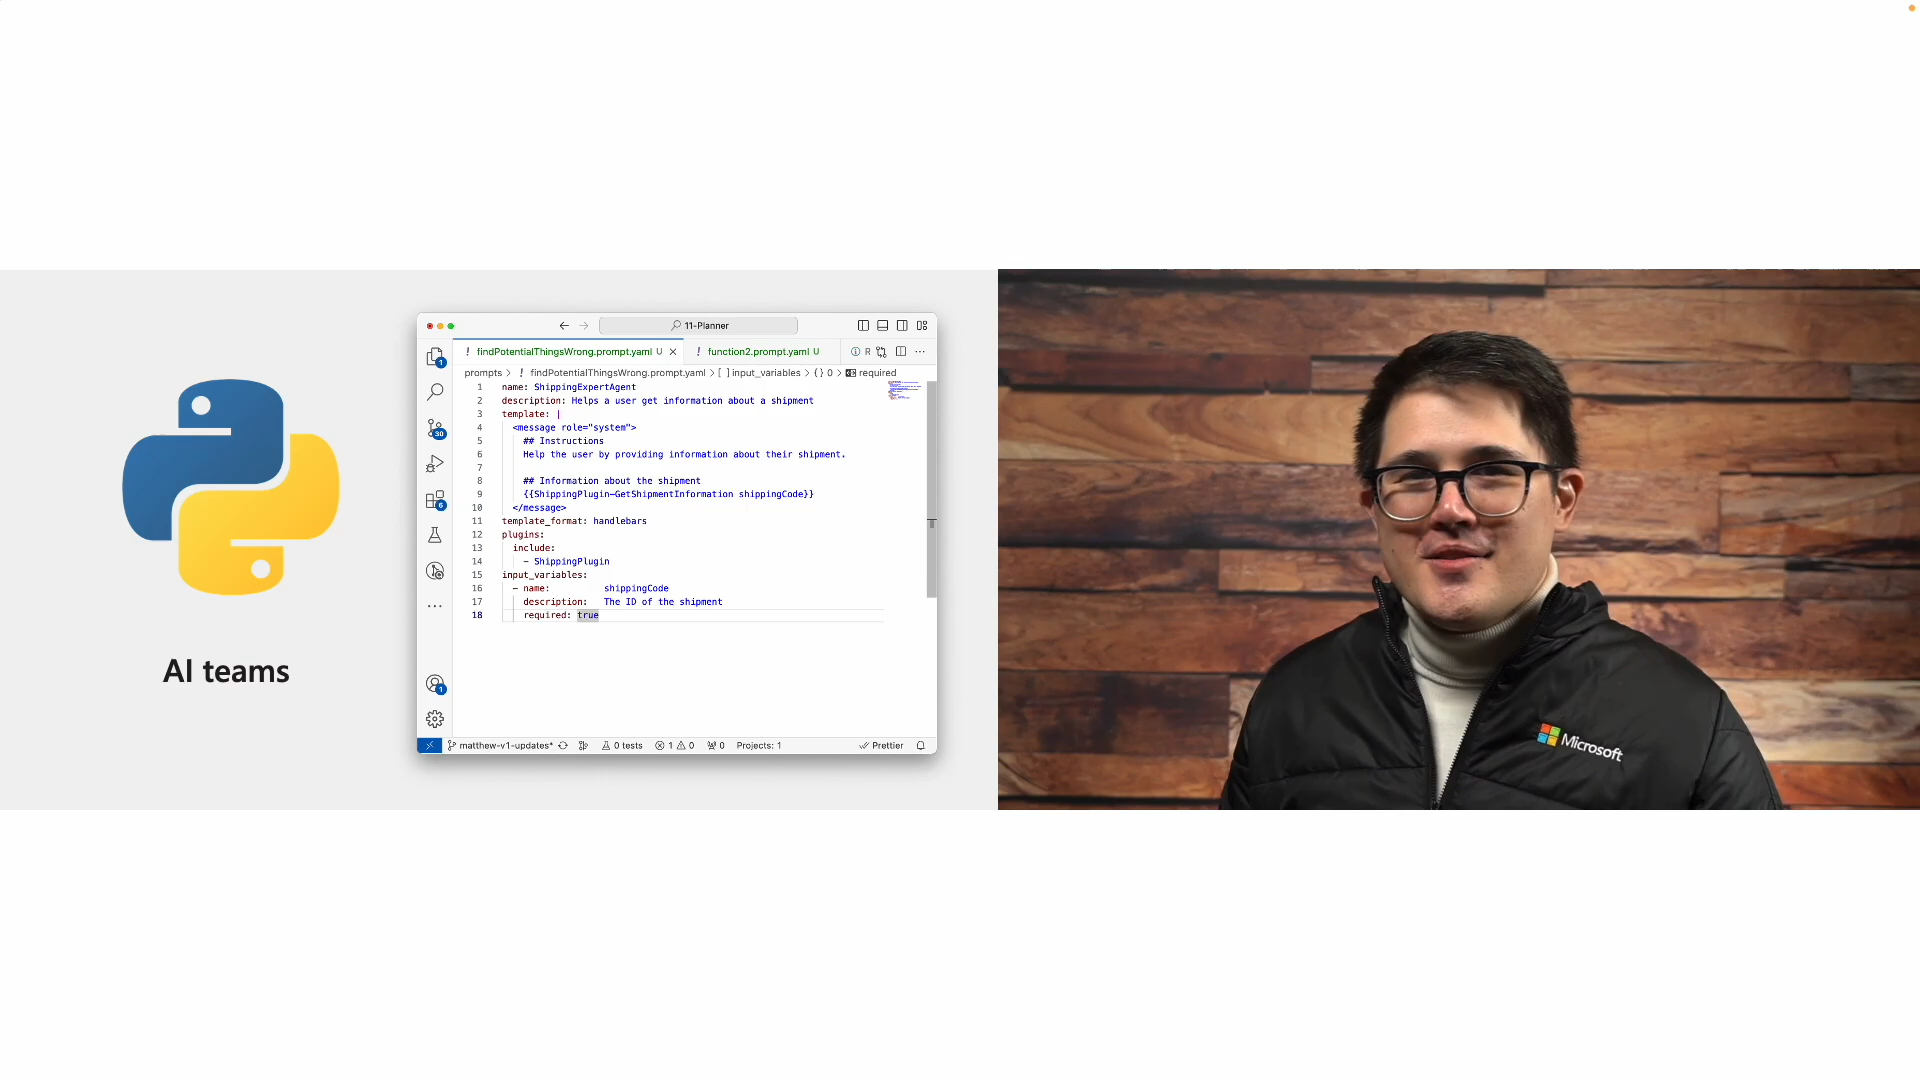 AI teams
11-Planner
findPotentialThingsWrong.prompt.yaml U
function2.prompt.yaml U
R
prompts > findPotentialThingsWrong.prompt.yaml > [ ] input_variables > { } 0 > required
1 name: ShippingExpertAgent
2 description: Helps a user get information about a shipment
3 template: |
4 <message role="system">
5 ## Instructions
6 Help the user by providing information about their shipment.
7
8 ## Information about the shipment
9 {{ShippingPlugin-GetShipmentInformation shippingCode}}
10 </message>
11 template_format: handlebars
12 plugins:
13 include:
14 - ShippingPlugin
15 input_variables:
16 - name: shippingCode
17 description: The ID of the shipment
18 required: true
1
30
6
1
matthew-v1-updates* 0 tests 1 0 0 Projects: 1 Prettier
Microsoft